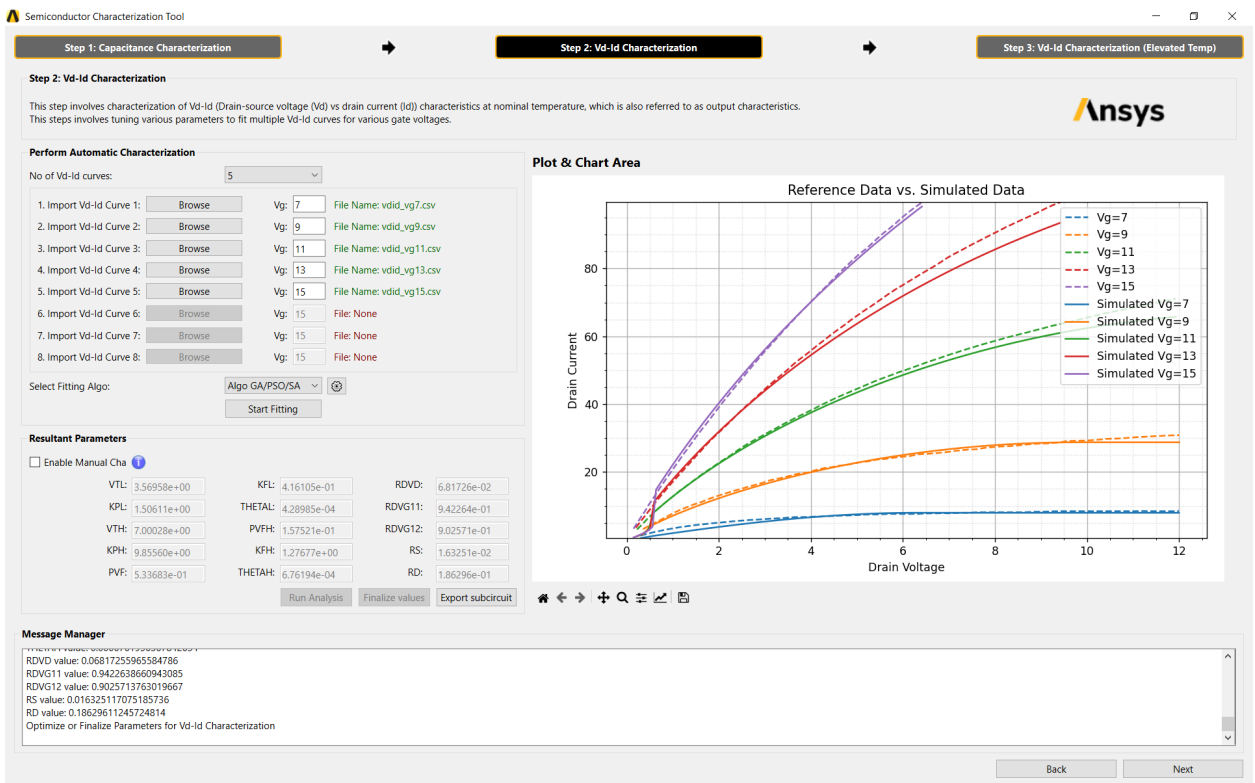 Semiconductor Characterization Tool
Step 1: Capacitance Characterization
Step 2: Vd-Id Characterization
Step 3: Vd-Id Characterization (Elevated Temp)
Step 2: Vd-Id Characterization
This step involves characterization of Vd-Id (Drain-source voltage (Vd) vs drain current (Id)) characteristics at nominal temperature, which is also referred to as output characteristics.
This steps involves tuning various parameters to fit multiple Vd-Id curves for various gate voltages.
Ansys
Perform Automatic Characterization
No of Vd-Id curves: 5
1. Import Vd-Id Curve 1: Browse Vg: 7 File Name: vdid_vg7.csv
2. Import Vd-Id Curve 2: Browse Vg: 9 File Name: vdid_vg9.csv
3. Import Vd-Id Curve 3: Browse Vg: 11 File Name: vdid_vg11.csv
4. Import Vd-Id Curve 4: Browse Vg: 13 File Name: vdid_vg13.csv
5. Import Vd-Id Curve 5: Browse Vg: 15 File Name: vdid_vg15.csv
6. Import Vd-Id Curve 6: Browse Vg: 15 File: None
7. Import Vd-Id Curve 7: Browse Vg: 15 File: None
8. Import Vd-Id Curve 8: Browse Vg: 15 File: None
Select Fitting Algo: Algo GA/PSO/SA
Start Fitting
Resultant Parameters
Enable Manual Cha i
VTL: 3.56958e+00 KFL: 4.16105e-01 RDVD: 6.81726e-02
KPL: 1.50611e+00 THETAL: 4.28985e-04 RDVG11: 9.42264e-01
VTH: 7.00028e+00 PVFH: 1.57521e-01 RDVG12: 9.02571e-01
KPH: 9.85560e+00 KFH: 1.27677e+00 RS: 1.63251e-02
PVF: 5.33683e-01 THETAH: 6.76194e-04 RD: 1.86296e-01
Run Analysis Finalize values Export subcircuit
Plot & Chart Area
Reference Data vs. Simulated Data
Drain Current
80
60
40
20
0 2 4 6 8 10 12
Drain Voltage
Vg=7
Vg=9
Vg=11
Vg=13
Vg=15
Simulated Vg=7
Simulated Vg=9
Simulated Vg=11
Simulated Vg=13
Simulated Vg=15
Message Manager
RDVD value: 0.06817255965584786
RDVG11 value: 0.9422638660943085
RDVG12 value: 0.9025713763019667
RS value: 0.016325117075185736
RD value: 0.18629611245724814
Optimize or Finalize Parameters for Vd-Id Characterization
Back Next